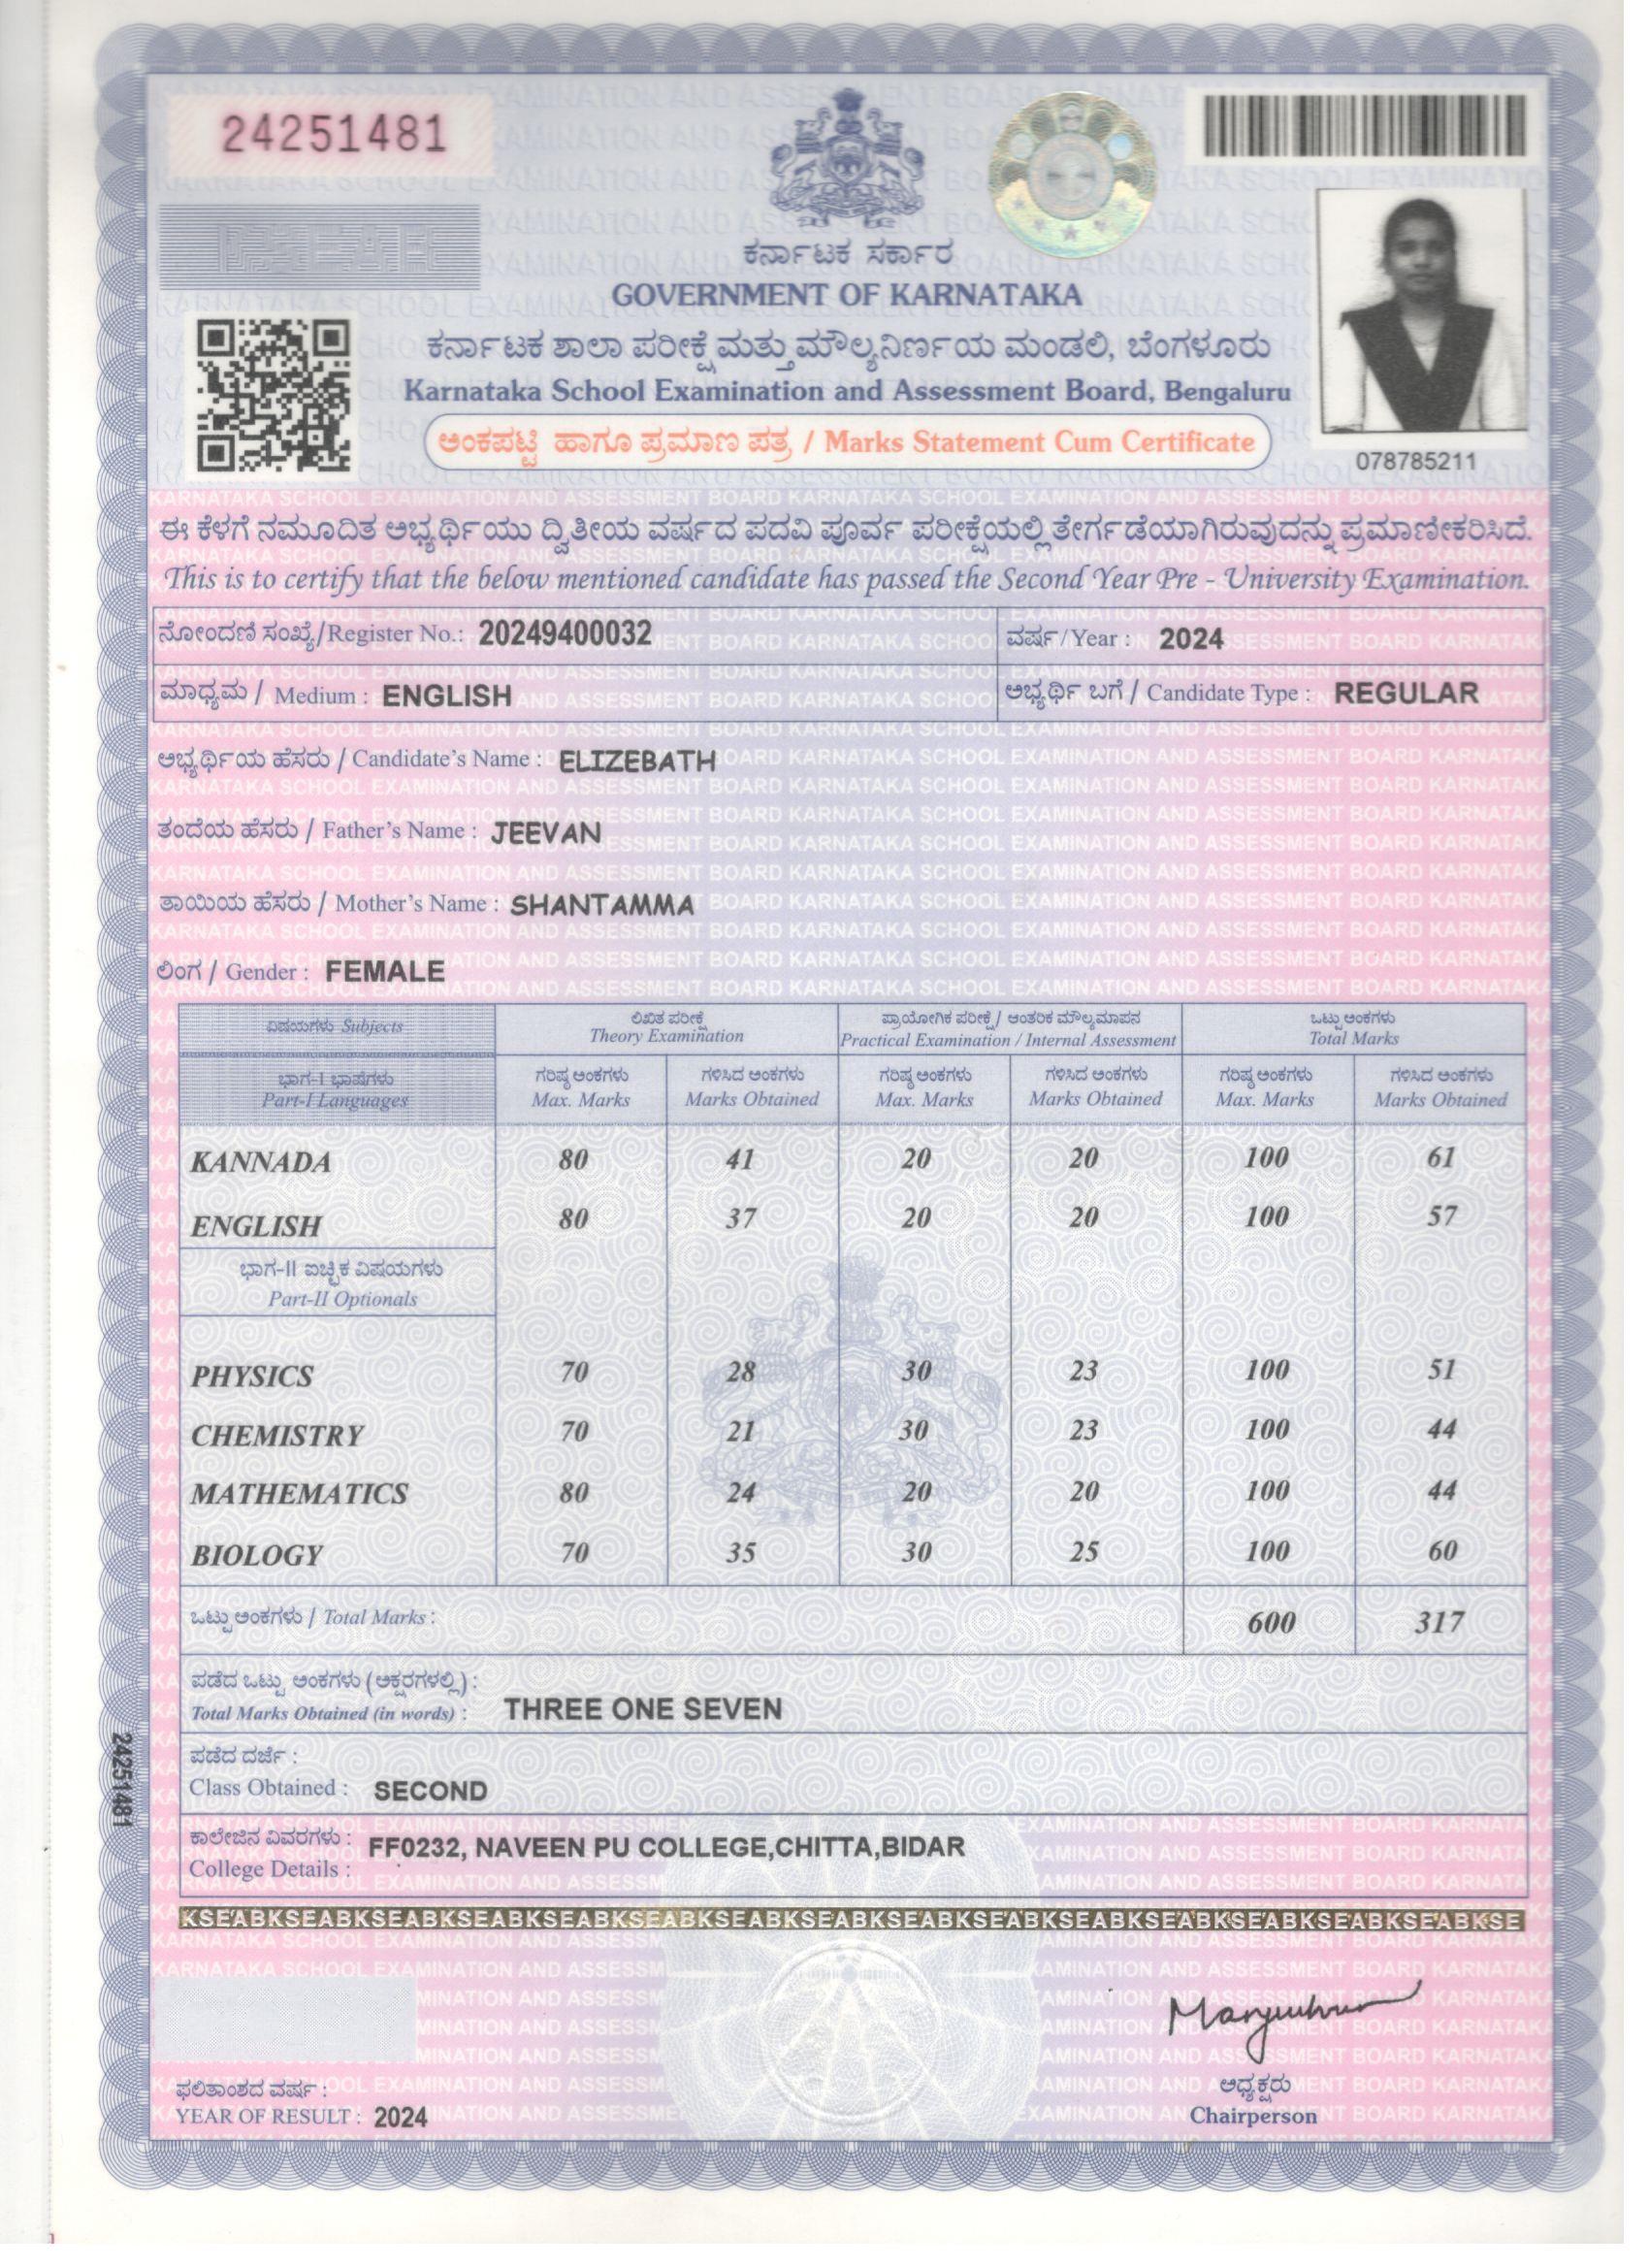 24251481
KSEAB
ಕರ್ನಾಟಕ ಸರ್ಕಾರ
GOVERNMENT OF KARNATAKA
ಕರ್ನಾಟಕ ಶಾಲಾ ಪರೀಕ್ಷೆ ಮತ್ತು ಮೌಲ್ಯನಿರ್ಣಯ ಮಂಡಲಿ, ಬೆಂಗಳೂರು
Karnataka School Examination and Assessment Board, Bengaluru
ಅಂಕಪಟ್ಟಿ ಹಾಗೂ ಪ್ರಮಾಣ ಪತ್ರ / Marks Statement Cum Certificate
078785211
ಈ ಕೆಳಗೆ ನಮೂದಿತ ಅಭ್ಯರ್ಥಿಯು ದ್ವಿತೀಯ ವರ್ಷದ ಪದವಿ ಪೂರ್ವ ಪರೀಕ್ಷೆಯಲ್ಲಿ ತೇರ್ಗಡೆಯಾಗಿರುವುದನ್ನು ಪ್ರಮಾಣೀಕರಿಸಿದೆ.
This is to certify that the below mentioned candidate has passed the Second Year Pre - University Examination.
ನೋಂದಣಿ ಸಂಖ್ಯೆ/Register No.: 20249400032 ವರ್ಷ/Year : 2024
ಮಾಧ್ಯಮ / Medium : ENGLISH ಅಭ್ಯರ್ಥಿ ಬಗೆ / Candidate Type : REGULAR
ಅಭ್ಯರ್ಥಿಯ ಹೆಸರು / Candidate's Name : ELIZEBATH
ತಂದೆಯ ಹೆಸರು / Father's Name : JEEVAN
ತಾಯಿಯ ಹೆಸರು / Mother's Name : SHANTAMMA
ಲಿಂಗ / Gender : FEMALE
ವಿಷಯಗಳು Subjects ಲಿಖಿತ ಪರೀಕ್ಷೆ ಪ್ರಾಯೋಗಿಕ ಪರೀಕ್ಷೆ / ಆಂತರಿಕ ಮೌಲ್ಯಮಾಪನ ಒಟ್ಟು ಅಂಕಗಳು
Theory Examination Practical Examination / Internal Assessment Total Marks
ಭಾಗ-I ಭಾಷೆಗಳು ಗರಿಷ್ಠ ಅಂಕಗಳು ಗಳಿಸಿದ ಅಂಕಗಳು ಗರಿಷ್ಠ ಅಂಕಗಳು ಗಳಿಸಿದ ಅಂಕಗಳು ಗರಿಷ್ಠ ಅಂಕಗಳು ಗಳಿಸಿದ ಅಂಕಗಳು
Part-I Languages Max. Marks Marks Obtained Max. Marks Marks Obtained Max. Marks Marks Obtained
KANNADA 80 41 20 20 100 61
ENGLISH 80 37 20 20 100 57
ಭಾಗ-II ಐಚ್ಛಿಕ ವಿಷಯಗಳು
Part-II Optionals
PHYSICS 70 28 30 23 100 51
CHEMISTRY 70 21 30 23 100 44
MATHEMATICS 80 24 20 20 100 44
BIOLOGY 70 35 30 25 100 60
ಒಟ್ಟು ಅಂಕಗಳು / Total Marks : 600 317
ಪಡೆದ ಒಟ್ಟು ಅಂಕಗಳು (ಅಕ್ಷರಗಳಲ್ಲಿ) :
Total Marks Obtained (in words) : THREE ONE SEVEN
ಪಡೆದ ದರ್ಜೆ :
Class Obtained : SECOND
ಕಾಲೇಜಿನ ವಿವರಗಳು :
College Details : FF0232, NAVEEN PU COLLEGE,CHITTA,BIDAR
24251481
KSEABKSEABKSEABKSEABKSEABKSEABKSEABKSEABKSEABKSEABKSEABKSEABKSEABKSEABKSEABKSE
ಫಲಿತಾಂಶದ ವರ್ಷ :
YEAR OF RESULT : 2024
ಅಧ್ಯಕ್ಷರು
Chairperson